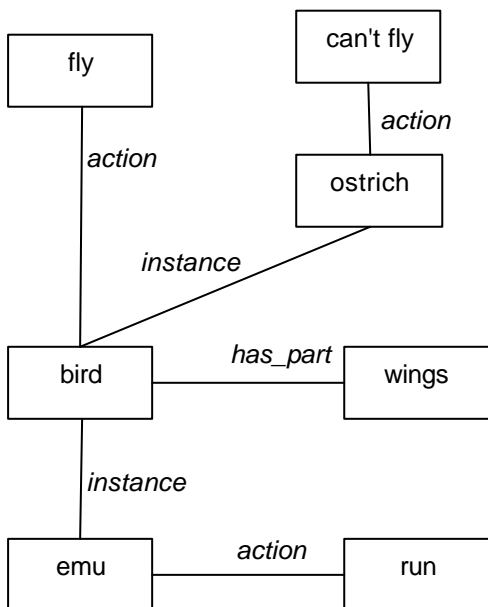 can't fly
fly
action
action
ostrich
instance
has_part
bird
wings
instance
action
emu
run